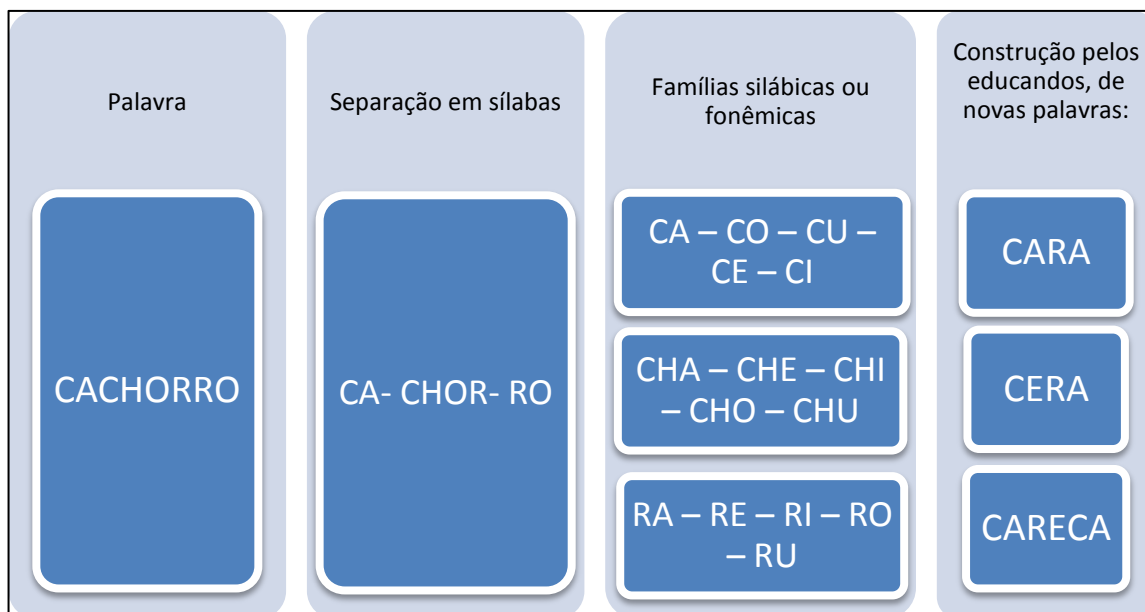 Palavra
CACHORRO
Separação em sílabas
CA- CHOR- RO
Famílias silábicas ou
fonêmicas
CA – CO – CU –
CE – CI
CHA – CHE – CHI
– CHO – CHU
RA – RE – RI – RO
– RU
Construção pelos
educandos, de
novas palavras:
CARA
CERA
CARECA